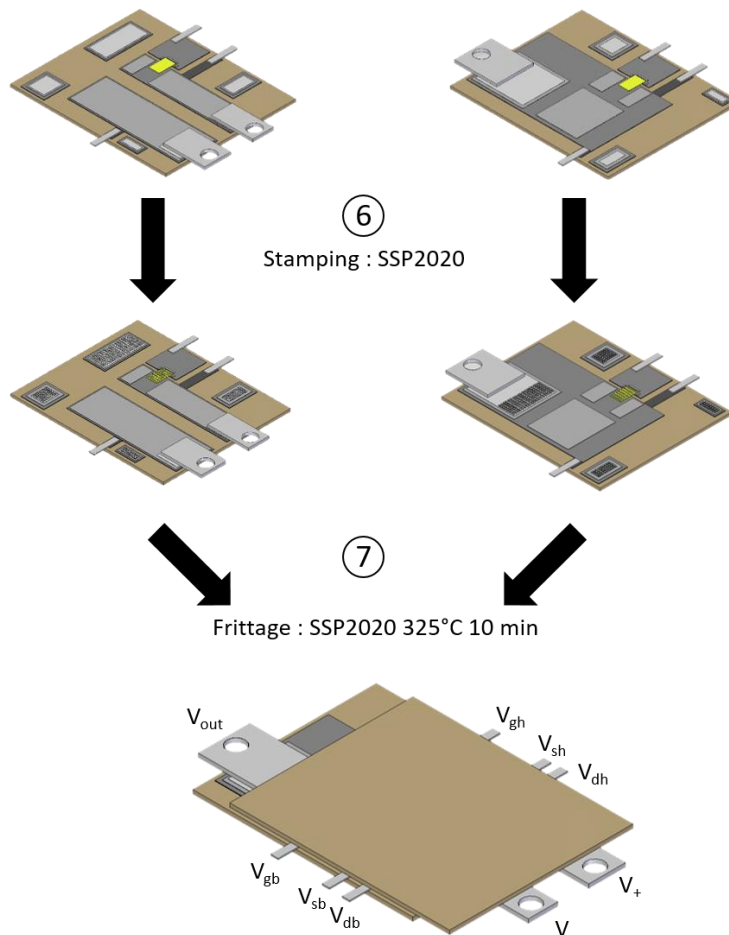 6
Stamping : SSP2020
7
Frittage : SSP2020 325°C 10 min
Vout
Vgh
Vsh
Vdh
Vgb
Vsb
Vdb
V+
V